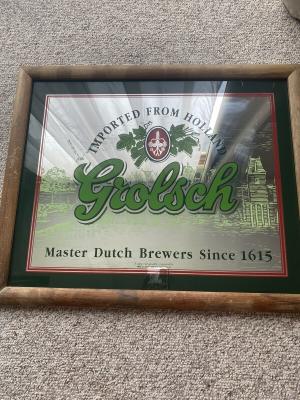 IMPORTED FROM HOLLAND
Grolsch
Master Dutch Brewers Since 1615